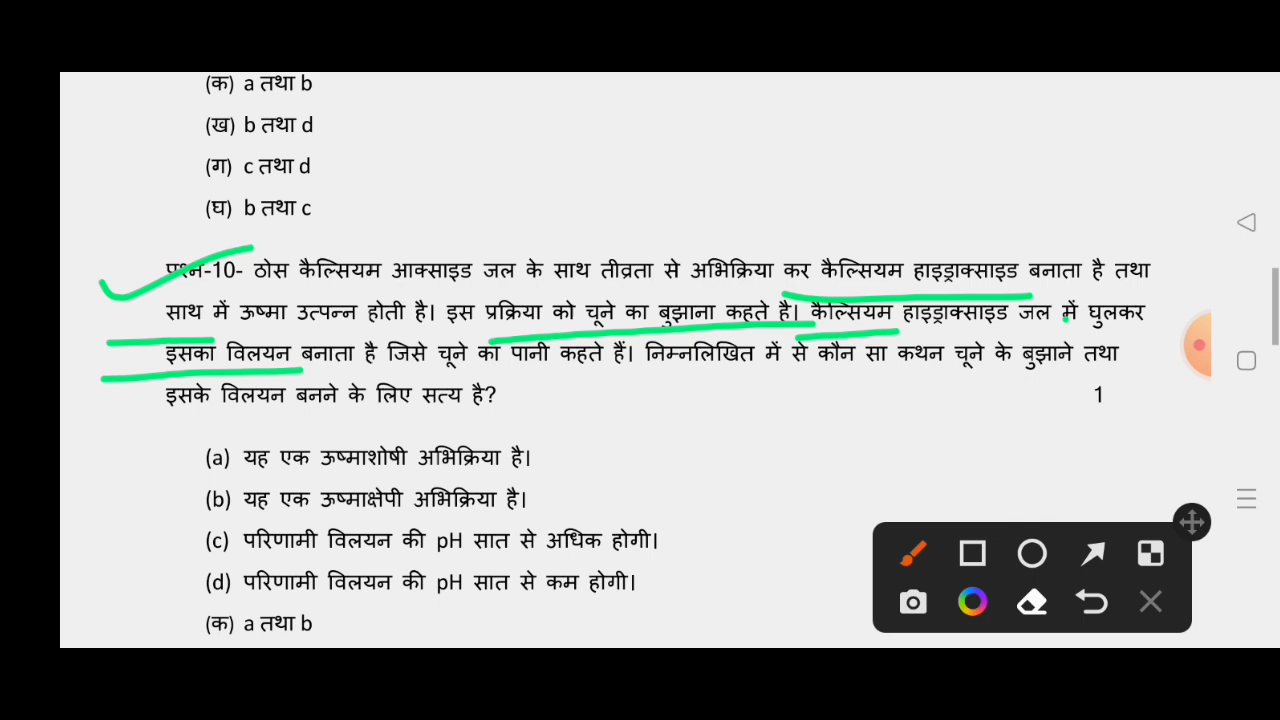 (क) a तथा b
(ख) b तथा d
(ग) c तथा d
(घ) b तथा c
प्रश्न-10- ठोस कैल्सियम आक्साइड जल के साथ तीव्रता से अभिक्रिया कर कैल्सियम हाइड्राक्साइड बनाता है तथा
साथ में ऊष्मा उत्पन्न होती है। इस प्रक्रिया को चूने का बुझाना कहते है। कैल्सियम हाइड्राक्साइड जल में घुलकर
इसका विलयन बनाता है जिसे चूने का पानी कहते हैं। निम्नलिखित में से कौन सा कथन चूने के बुझाने तथा
इसके विलयन बनने के लिए सत्य है? 1
(a) यह एक ऊष्माशोषी अभिक्रिया है।
(b) यह एक ऊष्माक्षेपी अभिक्रिया है।
(c) परिणामी विलयन की pH सात से अधिक होगी।
(d) परिणामी विलयन की pH सात से कम होगी।
(क) a तथा b